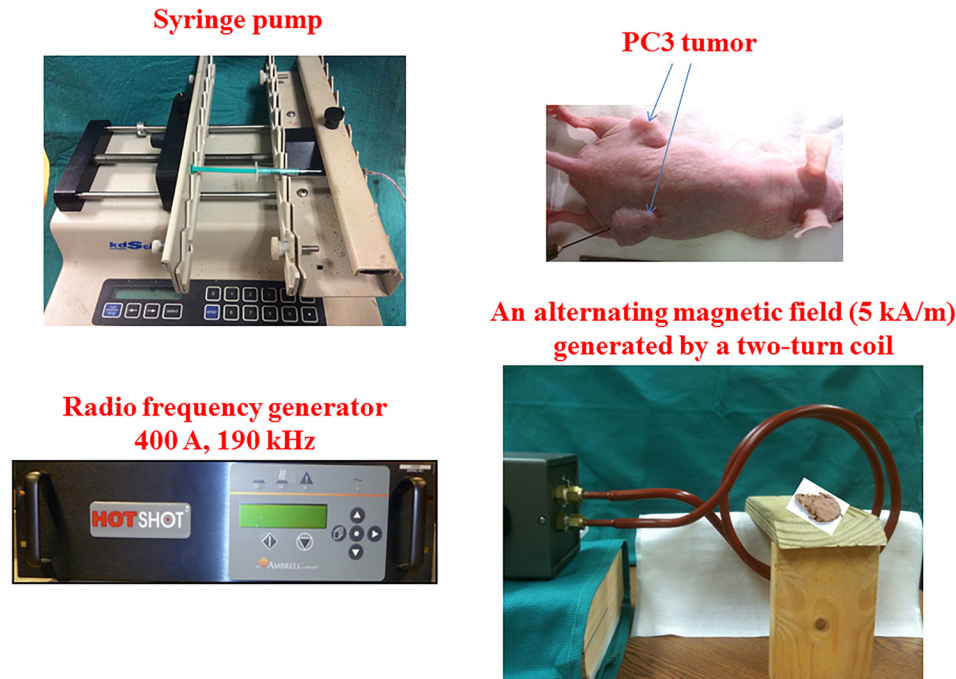 Syringe pump
PC3 tumor
kdSci
An alternating magnetic field (5 kA/m)
generated by a two-turn coil
Radio frequency generator
400 A, 190 kHz
HOTSHOT
AMBRELL